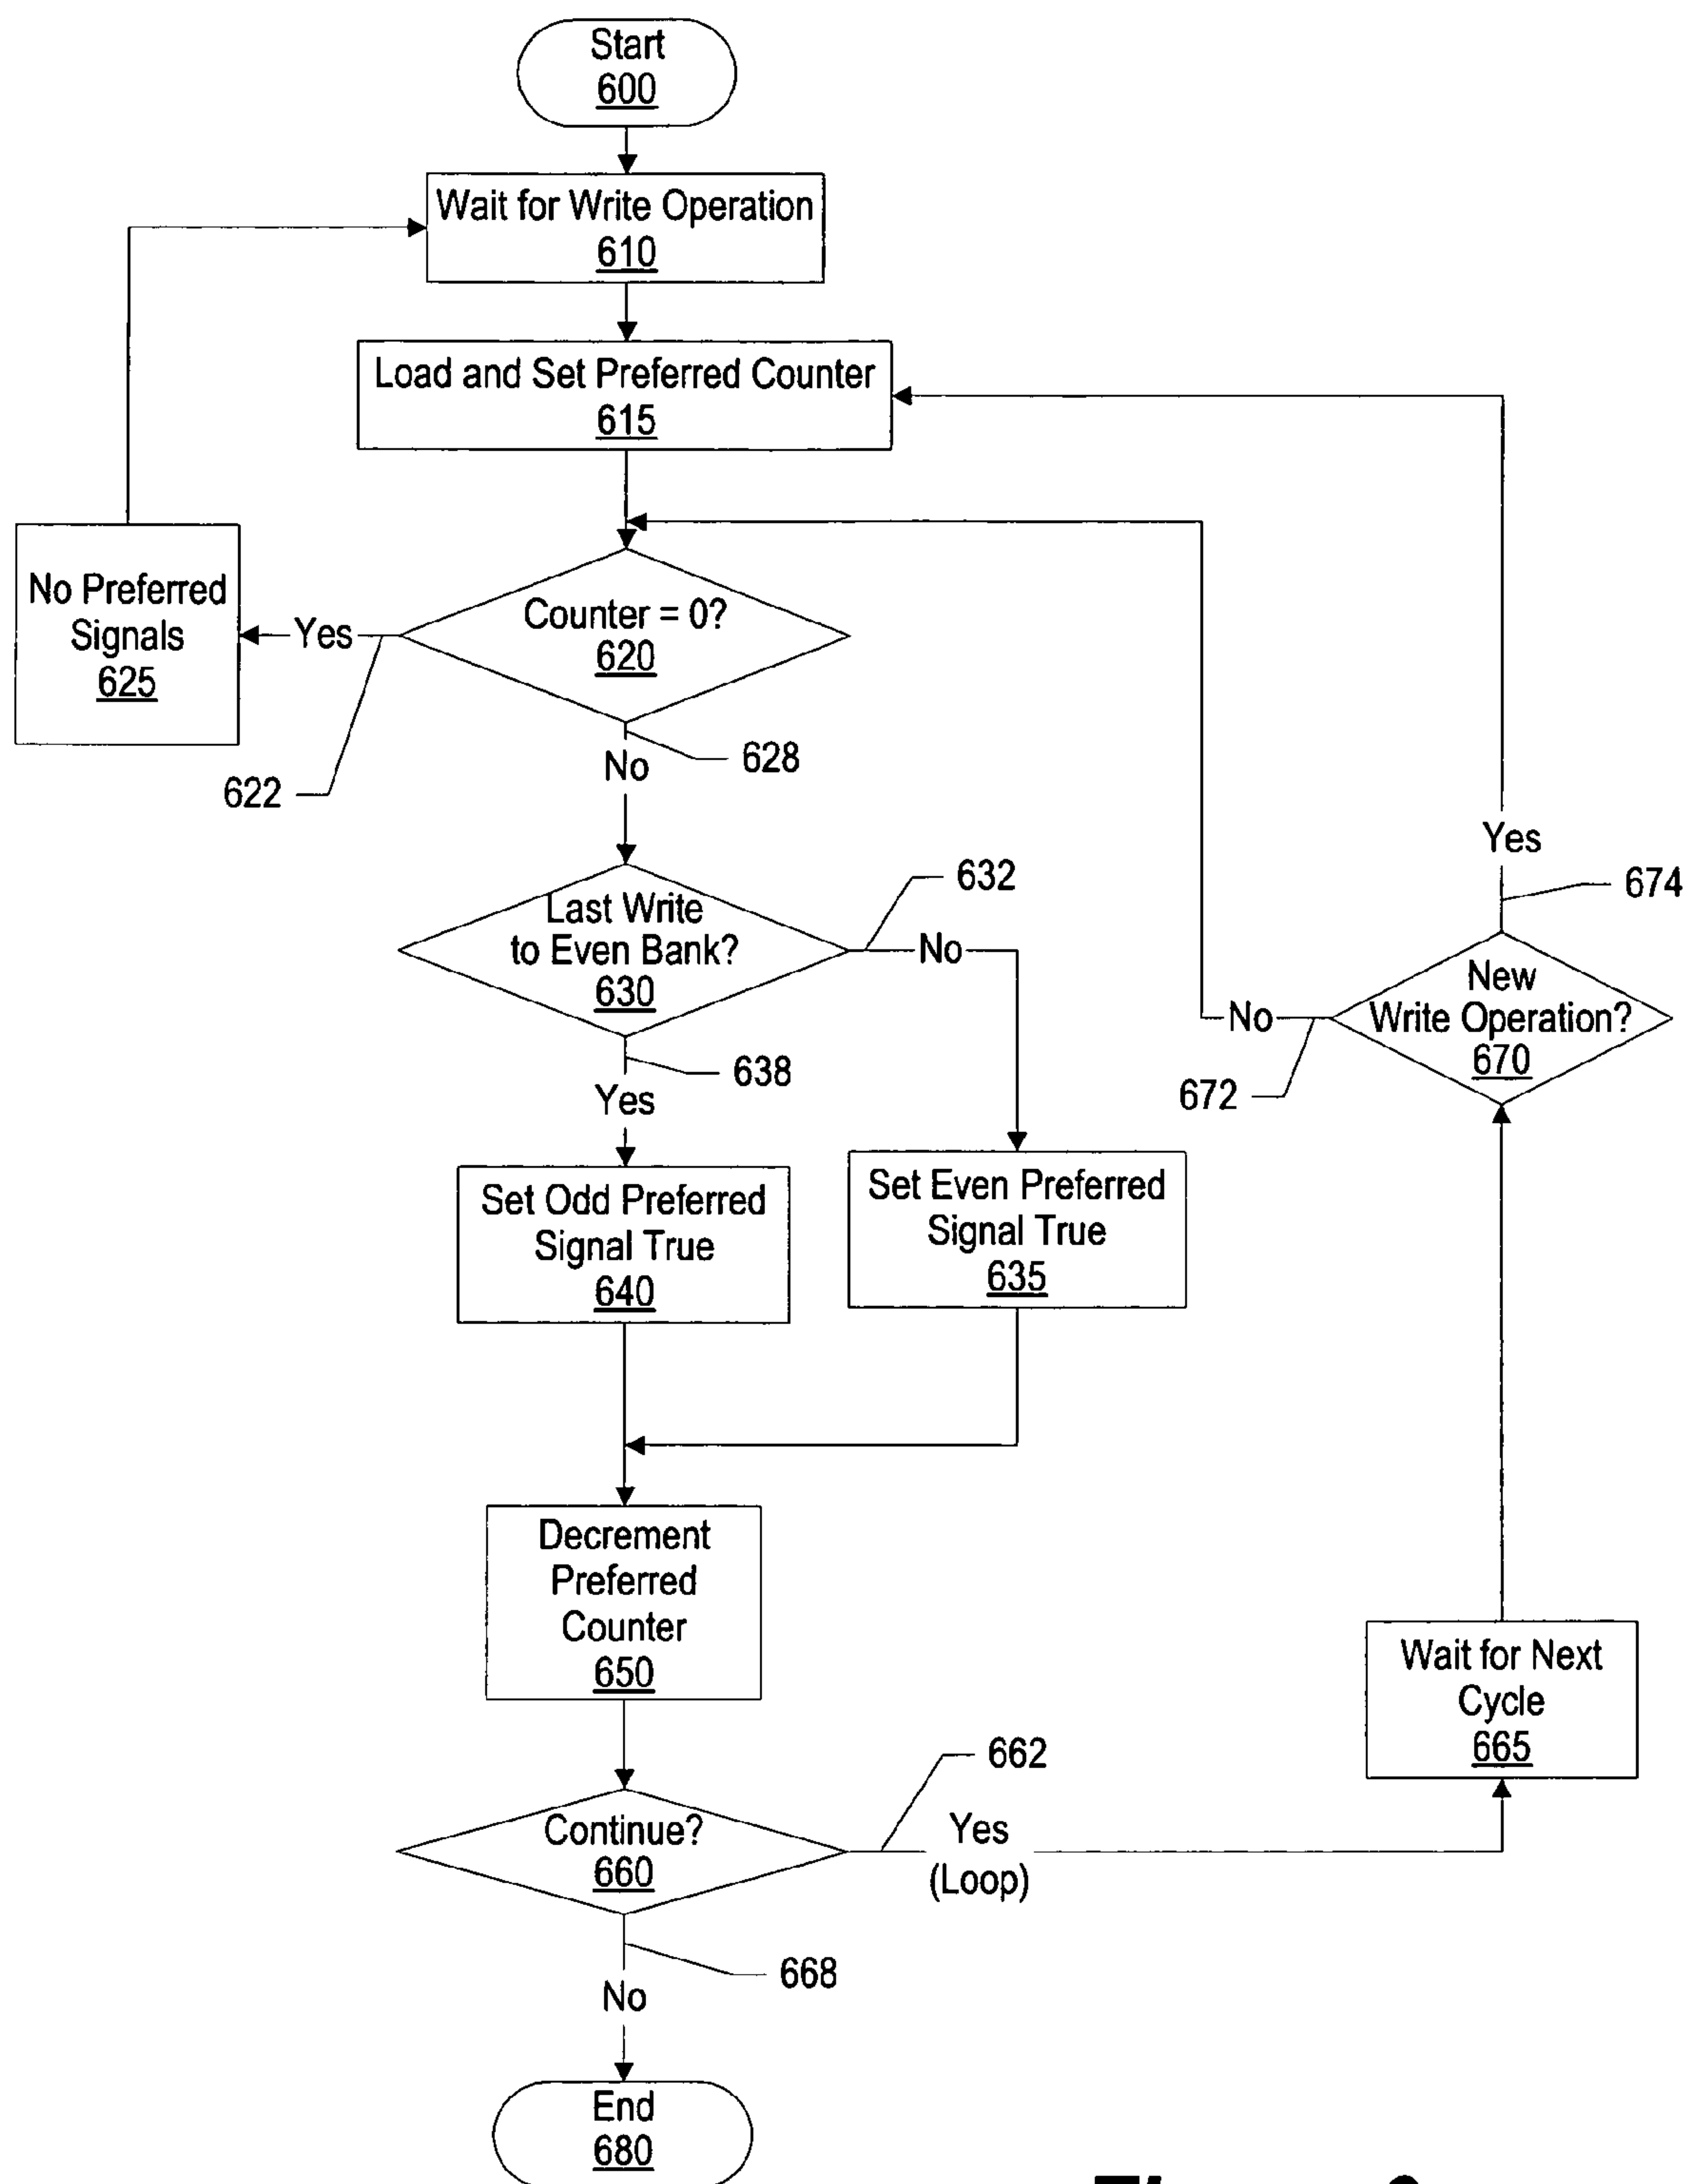 Start
600
Wait for Write Operation
610
Load and Set Preferred Counter
615
No Preferred
Signals
625
Yes
Counter = 0?
620
622
No
628
Last Write
to Even Bank?
630
632
No
638
Yes
Set Odd Preferred
Signal True
640
Set Even Preferred
Signal True
635
Yes
674
New
Write Operation?
670
No
672
Decrement
Preferred
Counter
650
Wait for Next
Cycle
665
Continue?
660
662
Yes
(Loop)
668
No
End
680